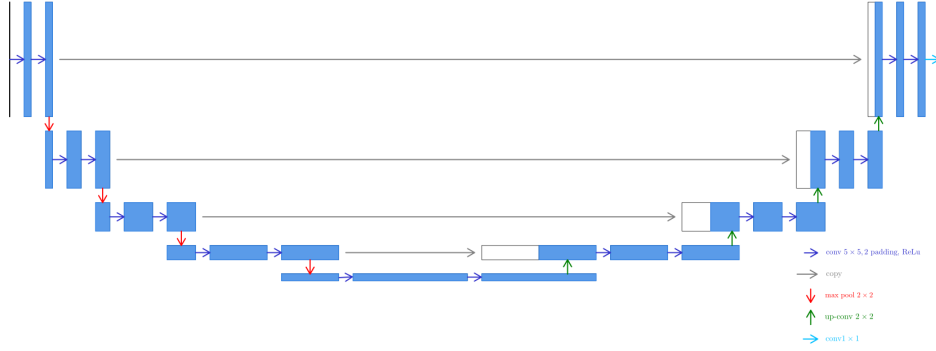 conv 5 × 5, 2 padding, ReLu
copy
max pool 2 × 2
up-conv 2 × 2
conv1 × 1